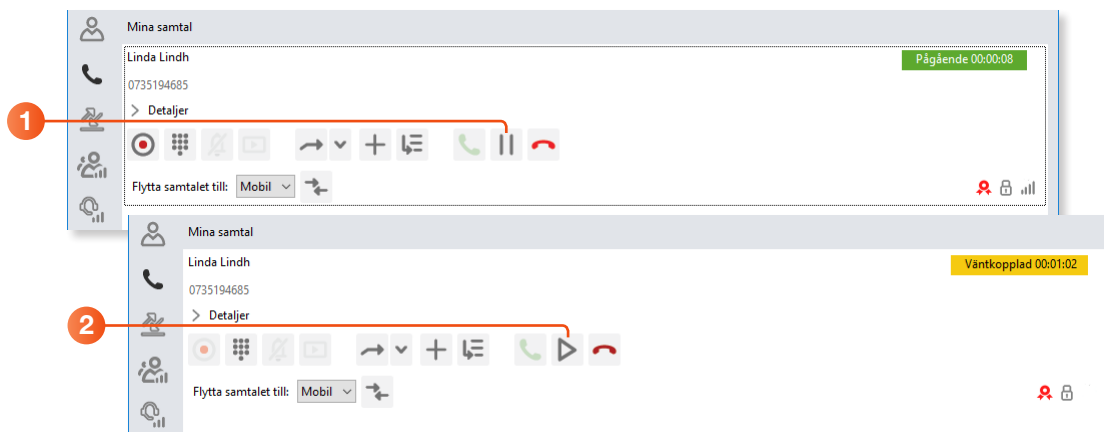 Mina samtal
Linda Lindh
Pågående 00:00:08
0735194685
Detaljer
1
Flytta samtalet till: Mobil
Mina samtal
Linda Lindh
Väntkopplad 00:01:02
0735194685
Detaljer
2
Flytta samtalet till: Mobil